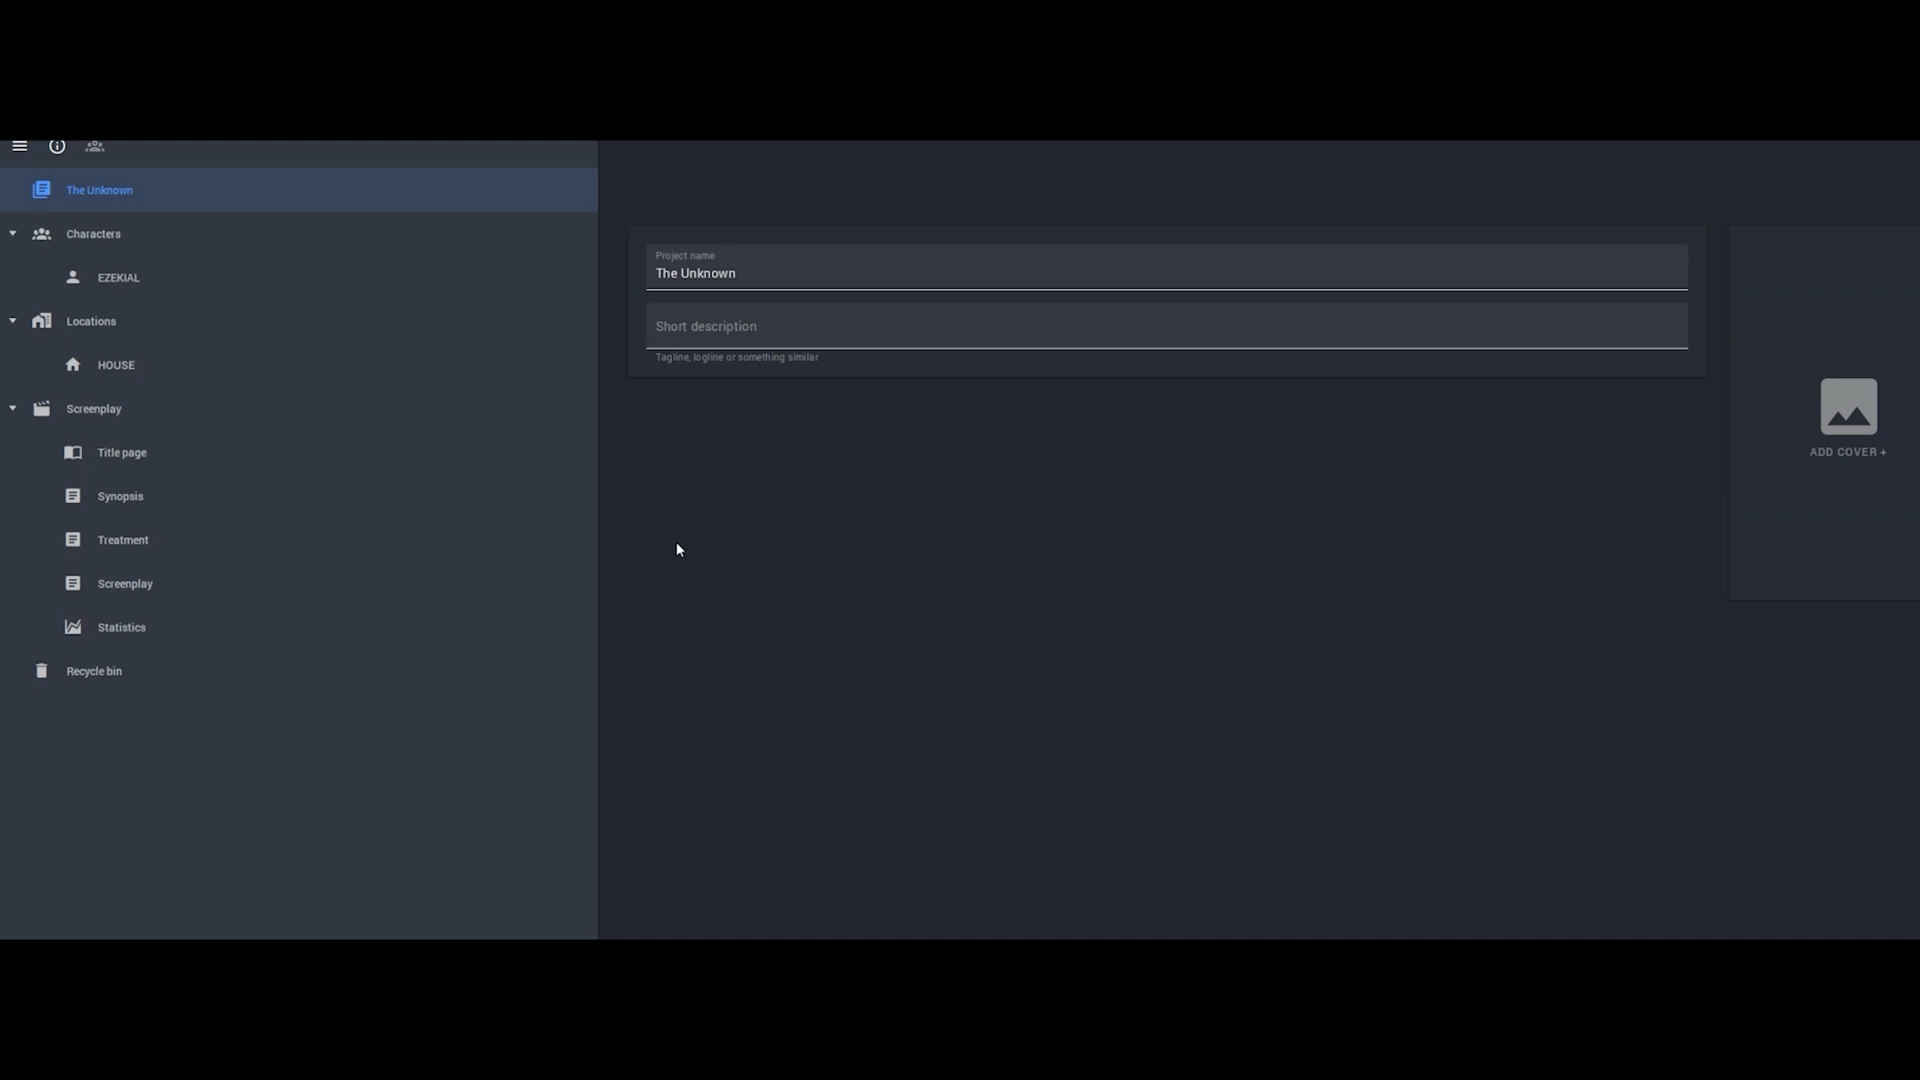 The Unknown
Characters
EZEKIAL
Locations
HOUSE
Screenplay
Title page
Synopsis
Treatment
Screenplay
Statistics
Recycle bin
Project name
The Unknown
Short description
Tagline, logline or something similar
ADD COVER +